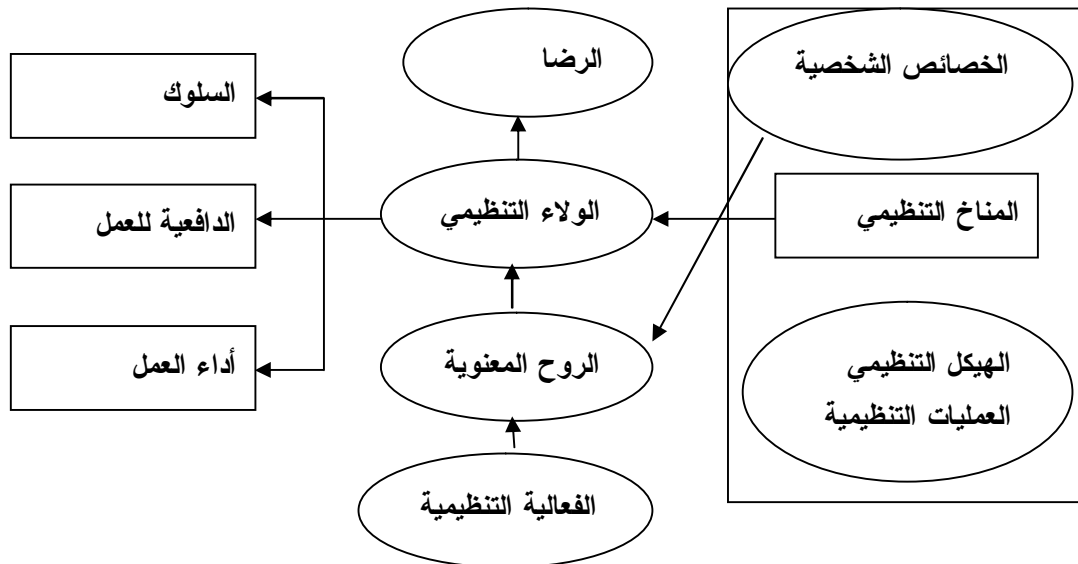 الخصائص الشخصية
الرضا
السلوك
المناخ التنظيمي
الولاء التنظيمي
الدافعية للعمل
الهيكل التنظيمي
العمليات التنظيمية
الروح المعنوية
أداء العمل
الفعالية التنظيمية